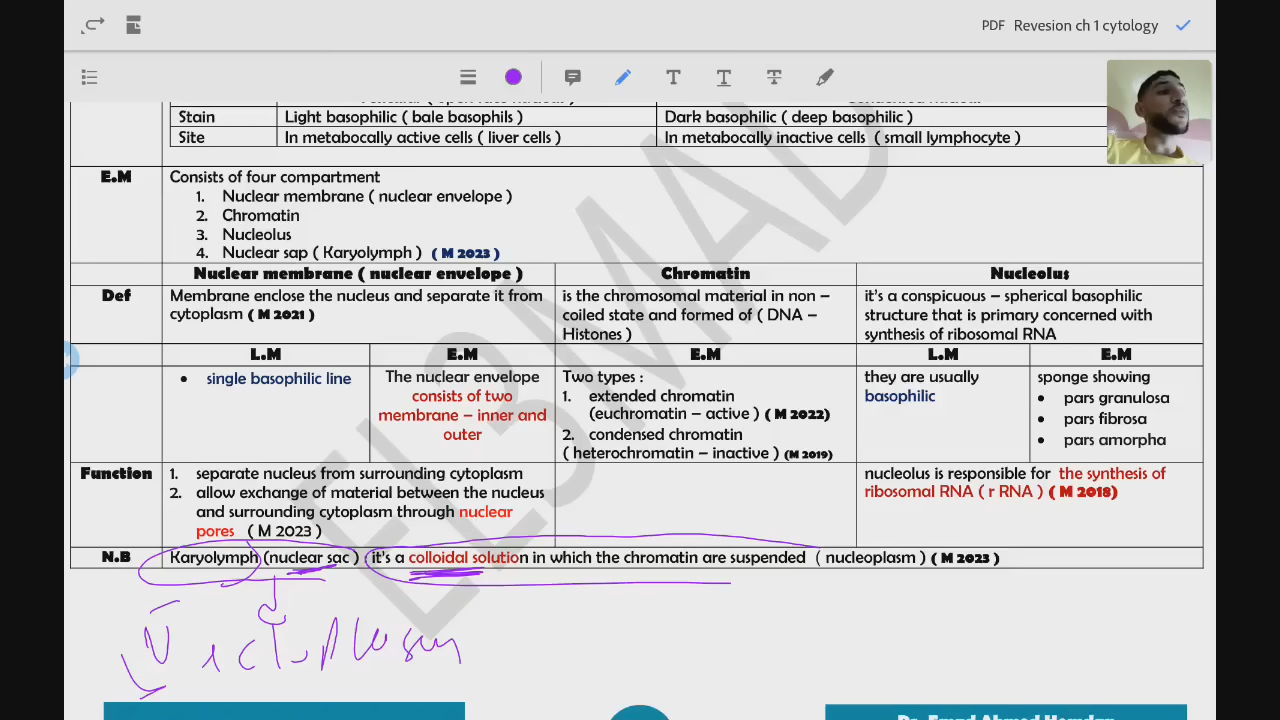 PDF Revesion ch 1 cytology
Stain Light basophilic ( bale basophils ) Dark basophilic ( deep basophilic )
Site In metabocally active cells ( liver cells ) In metabocally inactive cells ( small lymphocyte )
E.M Consists of four compartment
1. Nuclear membrane ( nuclear envelope )
2. Chromatin
3. Nucleolus
4. Nuclear sap ( Karyolymph ) ( M 2023 )
Nuclear membrane ( nuclear envelope ) Chromatin Nucleolus
Def
Membrane enclose the nucleus and separate it from
cytoplasm ( M 2021 )
is the chromosomal material in non –
coiled state and formed of ( DNA –
Histones )
it's a conspicuous – spherical basophilic
structure that is primary concerned with
synthesis of ribosomal RNA
L.M E.M E.M L.M E.M
• single basophilic line
The nuclear envelope
consists of two
membrane – inner and
outer
Two types :
1. extended chromatin
(euchromatin – active ) ( M 2022)
2. condensed chromatin
( heterochromatin – inactive ) ( M 2019)
they are usually
basophilic
sponge showing
• pars granulosa
• pars fibrosa
• pars amorpha
Function
1. separate nucleus from surrounding cytoplasm
2. allow exchange of material between the nucleus
and surrounding cytoplasm through nuclear
pores ( M 2023 )
nucleolus is responsible for the synthesis of
ribosomal RNA ( r RNA ) ( M 2018)
N.B Karyolymph (nuclear sac ) it's a colloidal solution in which the chromatin are suspended ( nucleoplasm ) ( M 2023 )
EL3MAD